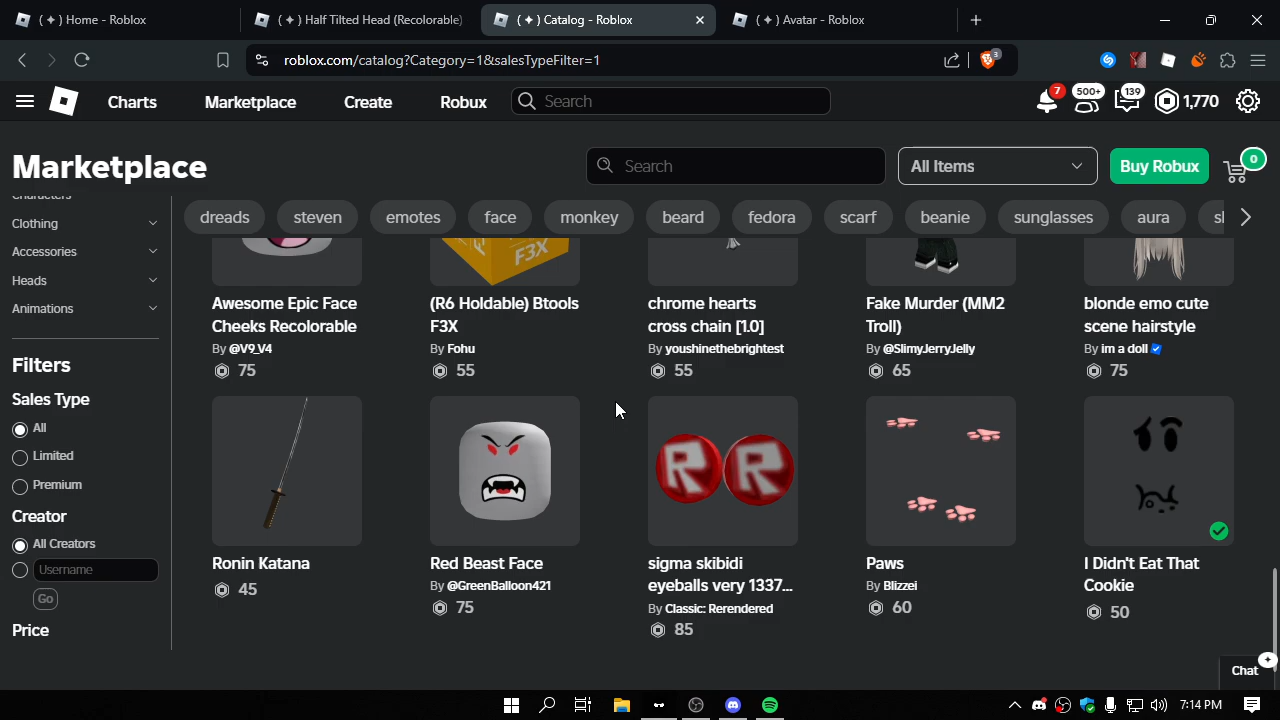 ( ✦ ) Home - Roblox
( ✦ ) Half Tilted Head (Recolorable)
( ✦ ) Catalog - Roblox
( ✦ ) Avatar - Roblox
roblox.com/catalog?Category=1&salesTypeFilter=1
3
Charts
Marketplace
Create
Robux
Search
7
500+
139
1,770
Marketplace
Search
All Items
Buy Robux
0
Characters
Clothing
Accessories
Heads
Animations
Filters
Sales Type
All
Limited
Premium
Creator
All Creators
Username
Go
Price
dreads
steven
emotes
face
monkey
beard
fedora
scarf
beanie
sunglasses
aura
F3X
Awesome Epic Face
Cheeks Recolorable
By @V9_V4
75
(R6 Holdable) Btools
F3X
By Fohu
55
chrome hearts
cross chain [1.0]
By youshinethebrightest
55
Fake Murder (MM2
Troll)
By @SlimyJerryJelly
65
blonde emo cute
scene hairstyle
By im a doll
75
Ronin Katana
45
Red Beast Face
By @GreenBalloon421
75
R R
sigma skibidi
eyeballs very 1337...
By Classic: Rerendered
85
Paws
By Blizzei
60
I Didn't Eat That
Cookie
50
Chat
7:14 PM